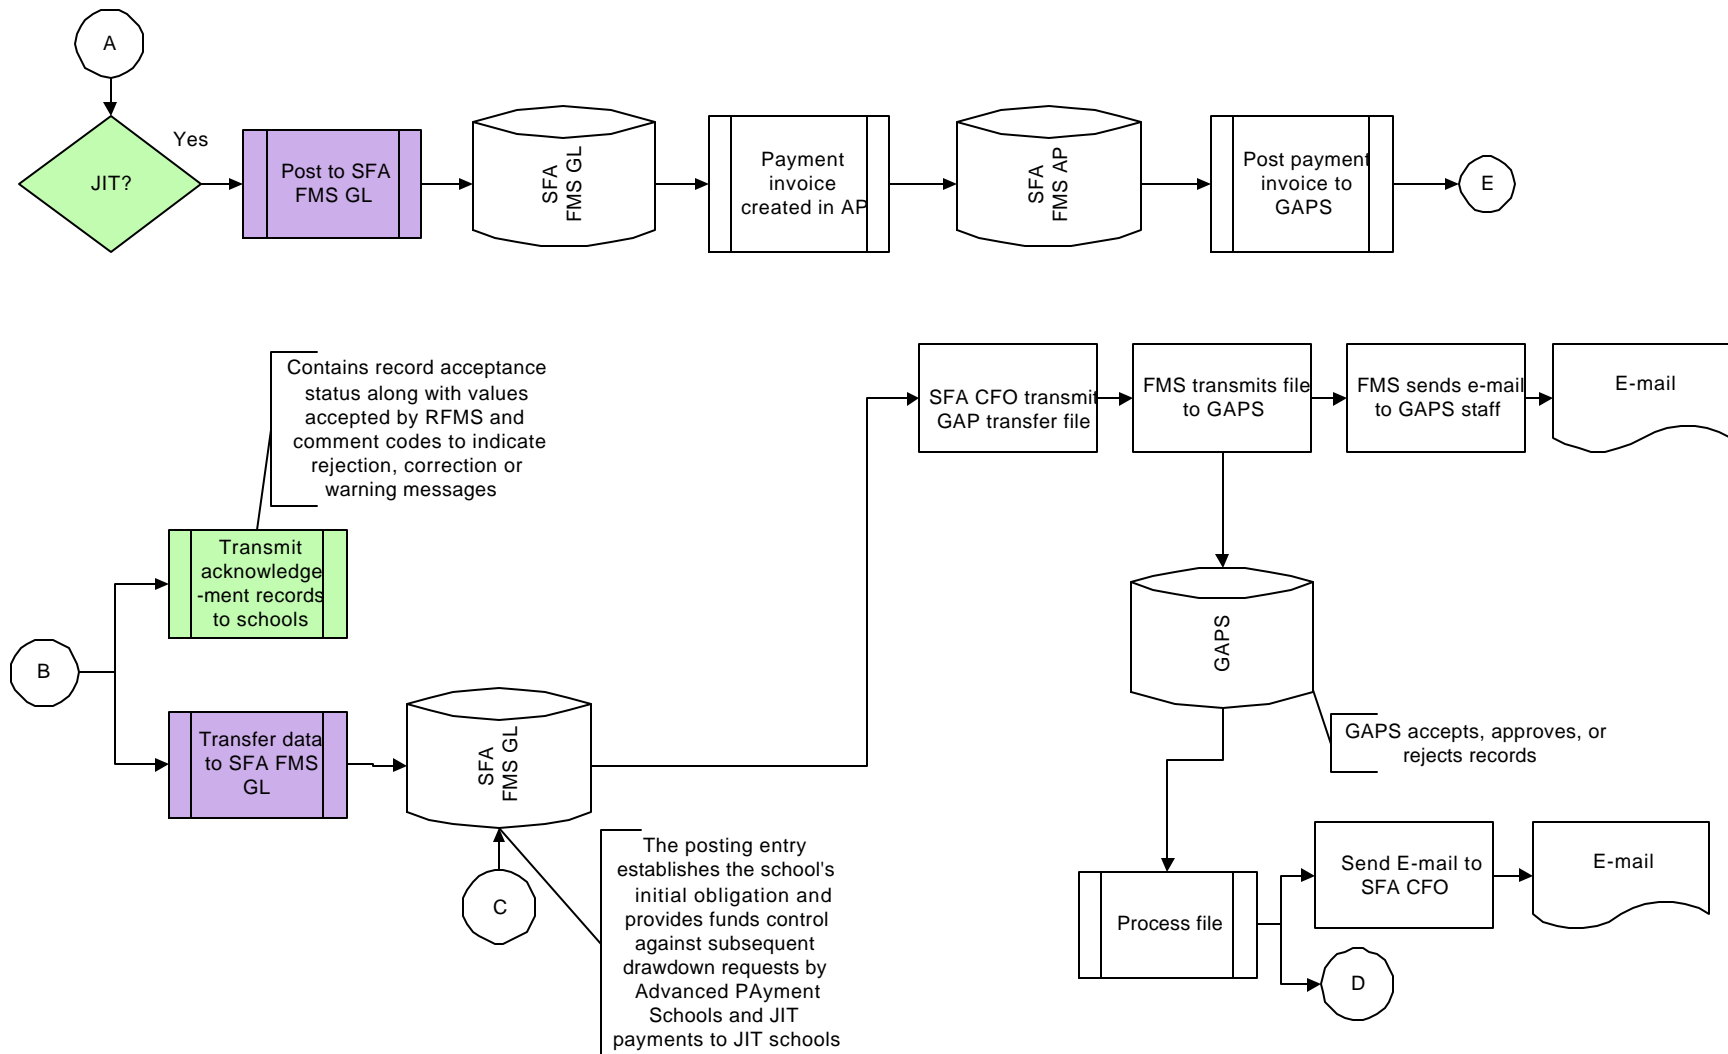 A
JIT?
Yes
Post to SFA
FMS GL
SFA
FMS GL
Payment
invoice
created in AP
SFA
FMS AP
Post payment
invoice to
GAPS
E
Contains record acceptance
status along with values
accepted by RFMS and
comment codes to indicate
rejection, correction or
warning messages
SFA CFO transmit
GAP transfer file
FMS transmits file
to GAPS
FMS sends e-mail
to GAPS staff
E-mail
Transmit
acknowledge
-ment records
to schools
B
Transfer data
to SFA FMS
GL
SFA
FMS GL
C
The posting entry
establishes the school's
initial obligation and
provides funds control
against subsequent
drawdown requests by
Advanced PAyment
Schools and JIT
payments to JIT schools
GAPS
GAPS accepts, approves, or
rejects records
Process file
Send E-mail to
SFA CFO
E-mail
D